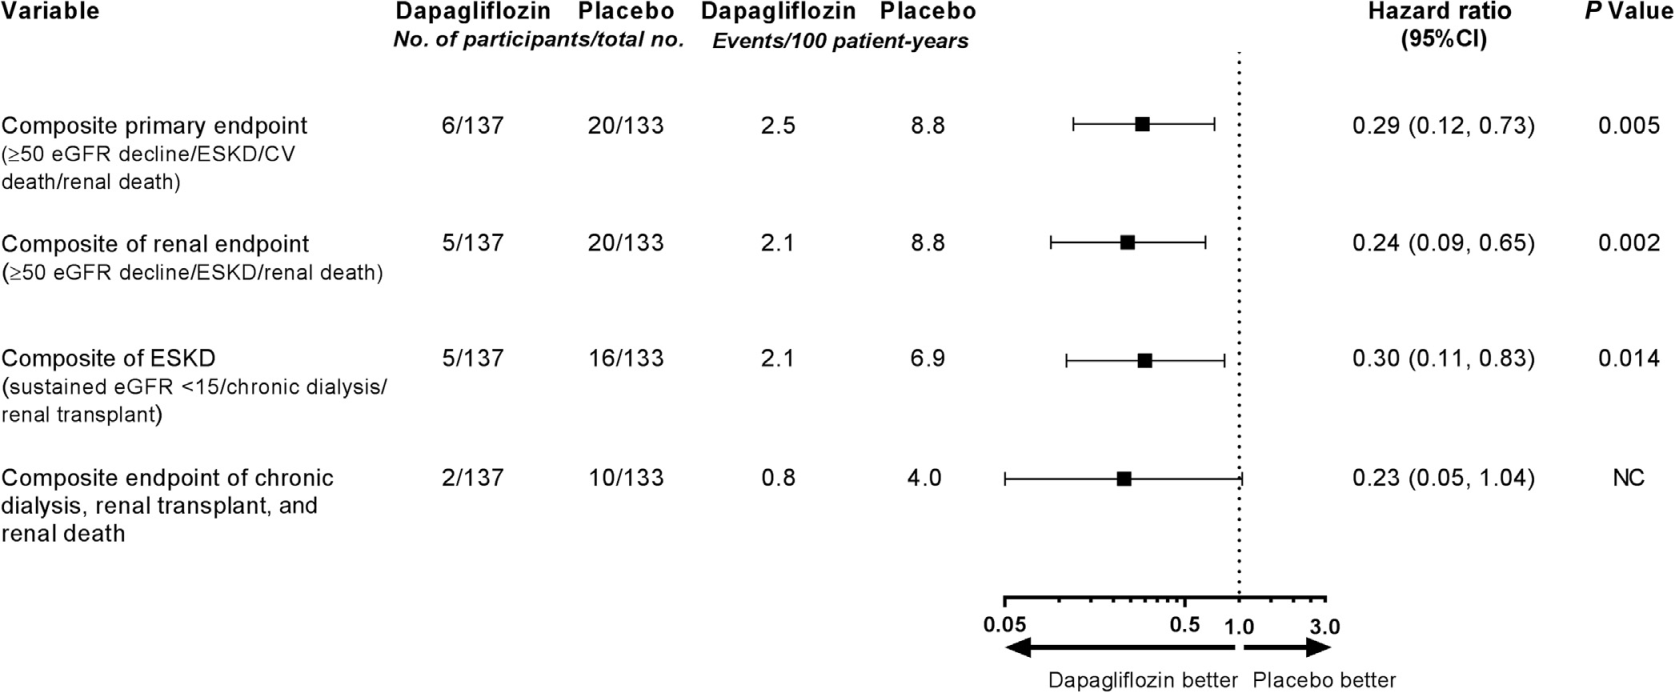 Variable Dapagliflozin Placebo Dapagliflozin Placebo Hazard ratio P Value
No. of participants/total no. Events/100 patient-years (95%CI)
Composite primary endpoint 6/137 20/133 2.5 8.8 0.29 (0.12, 0.73) 0.005
(≥50 eGFR decline/ESKD/CV
death/renal death)
Composite of renal endpoint 5/137 20/133 2.1 8.8 0.24 (0.09, 0.65) 0.002
(≥50 eGFR decline/ESKD/renal death)
Composite of ESKD 5/137 16/133 2.1 6.9 0.30 (0.11, 0.83) 0.014
(sustained eGFR <15/chronic dialysis/
renal transplant)
Composite endpoint of chronic 2/137 10/133 0.8 4.0 0.23 (0.05, 1.04) NC
dialysis, renal transplant, and
renal death
0.05 0.5 1.0 3.0
Dapagliflozin better Placebo better